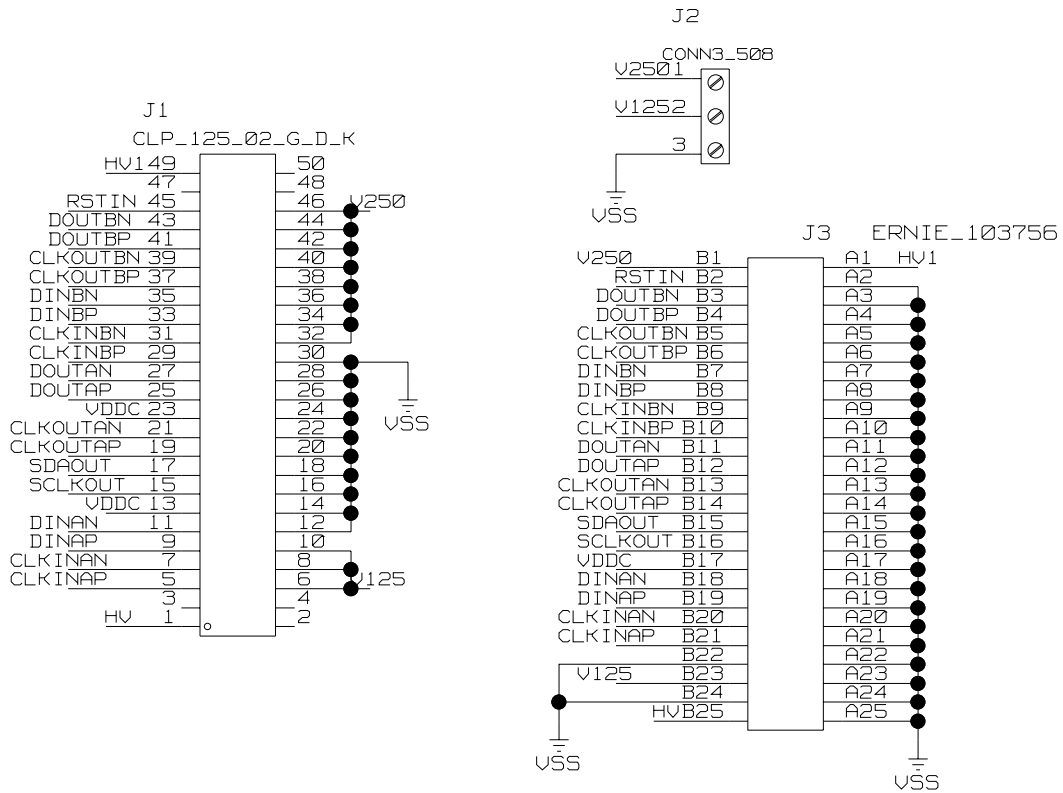 J2
CONN3_508
V250 1
V125 2
3
VSS
J1
CLP_125_02_G_D_K
HV1 49 50
47 48
RSTIN 45 46 V250
DOUTBN 43 44
DOUTBP 41 42
CLKOUTBN 39 40
CLKOUTBP 37 38
DINBN 35 36
DINBP 33 34
CLKINBN 31 32
CLKINBP 29 30
DOUTAN 27 28
DOUTAP 25 26
VDDC 23 24
VSS
CLKOUTAN 21 22
CLKOUTAP 19 20
SDAOUT 17 18
SCLKOUT 15 16
VDDC 13 14
DINAN 11 12
DINAP 9 10
CLKINAN 7 8
CLKINAP 5 6 V125
3 4
HV 1 2
J3 ERNIE_103756
V250 B1 A1 HV1
RSTIN B2 A2
DOUTBN B3 A3
DOUTBP B4 A4
CLKOUTBN B5 A5
CLKOUTBP B6 A6
DINBN B7 A7
DINBP B8 A8
CLKINBN B9 A9
CLKINBP B10 A10
DOUTAN B11 A11
DOUTAP B12 A12
CLKOUTAN B13 A13
CLKOUTAP B14 A14
SDAOUT B15 A15
SCLKOUT B16 A16
VDDC B17 A17
DINAN B18 A18
DINAP B19 A19
CLKINAN B20 A20
CLKINAP B21 A21
B22 A22
V125 B23 A23
B24 A24
HV B25 A25
VSS
VSS